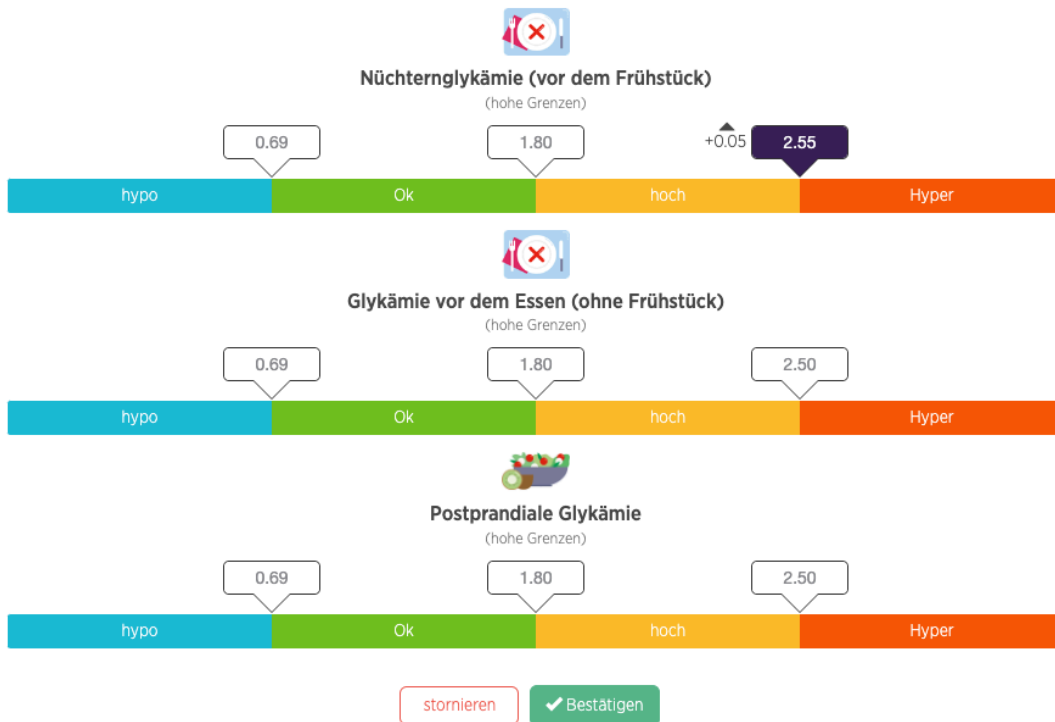 Nüchternglykämie (vor dem Frühstück)
(hohe Grenzen)
0.69 1.80 +0.05 2.55
hypo Ok hoch Hyper
Glykämie vor dem Essen (ohne Frühstück)
(hohe Grenzen)
0.69 1.80 2.50
hypo Ok hoch Hyper
Postprandiale Glykämie
(hohe Grenzen)
0.69 1.80 2.50
hypo Ok hoch Hyper
stornieren Bestätigen